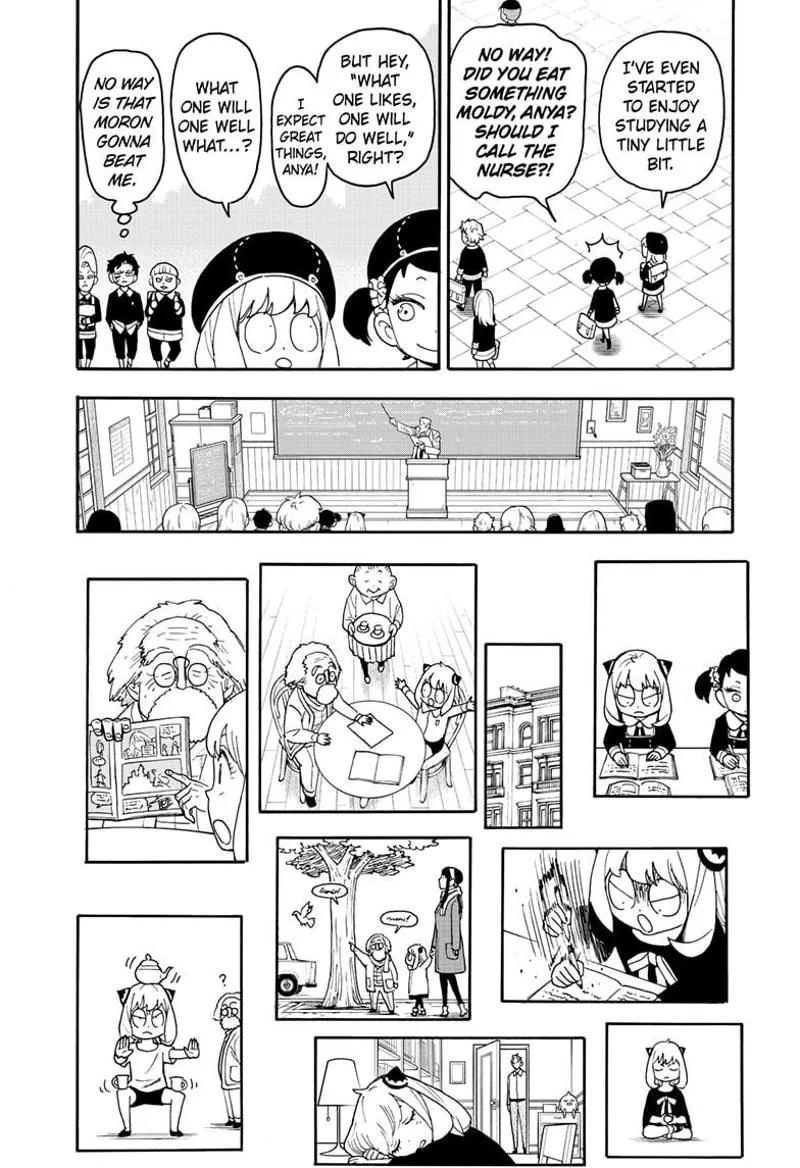 I'VE EVEN
STARTED
TO ENJOY
STUDYING A
TINY LITTLE
BIT.
NO WAY!
DID YOU EAT
SOMETHING
MOLDY, ANYA?
SHOULD I
CALL THE
NURSE?!
BUT HEY,
"WHAT
ONE LIKES,
ONE WILL
DO WELL,"
RIGHT?
I
EXPECT
GREAT
THINGS,
ANYA!
WHAT
ONE WILL
ONE WELL
WHAT...?
NO WAY
IS THAT
MORON
GONNA
BEAT
ME.
?